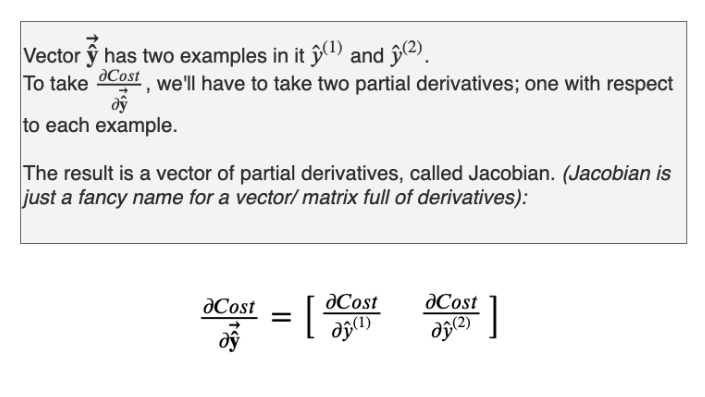 Vector $\vec{\hat{\mathbf{y}}}$ has two examples in it $\hat{y}^{(1)}$ and $\hat{y}^{(2)}$.
To take $\frac{\partial Cost}{\partial \vec{\hat{\mathbf{y}}}}$, we'll have to take two partial derivatives; one with respect
to each example.
The result is a vector of partial derivatives, called Jacobian. (Jacobian is
just a fancy name for a vector/ matrix full of derivatives):
$\frac{\partial Cost}{\partial \vec{\hat{\mathbf{y}}}} = \left[ \frac{\partial Cost}{\partial \hat{y}^{(1)}} \quad \frac{\partial Cost}{\partial \hat{y}^{(2)}} \right]$